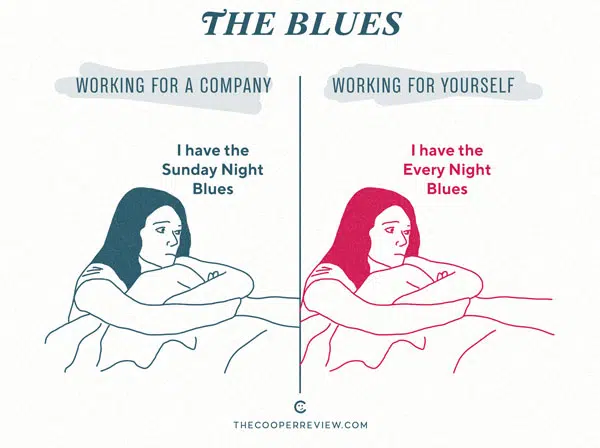 THE BLUES
WORKING FOR A COMPANY
WORKING FOR YOURSELF
I have the
Sunday Night
Blues
I have the
Every Night
Blues
THECOOPERREVIEW.COM